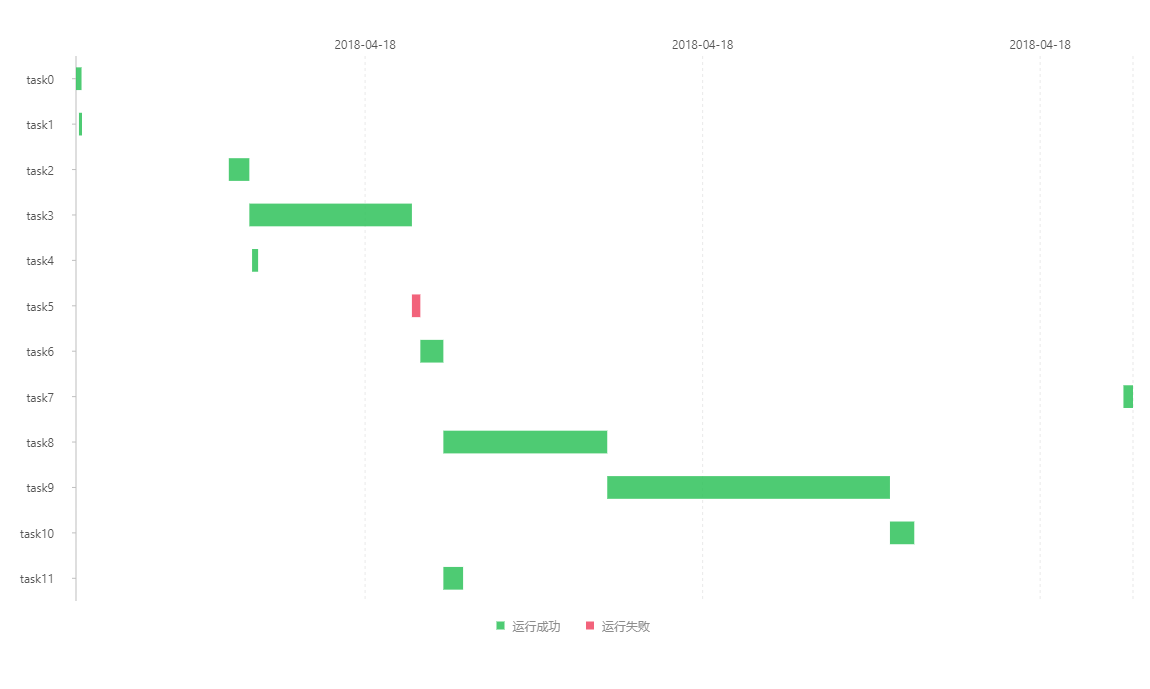 2018-04-18 2018-04-18 2018-04-18
task0
task1
task2
task3
task4
task5
task6
task7
task8
task9
task10
task11
运行成功 运行失败